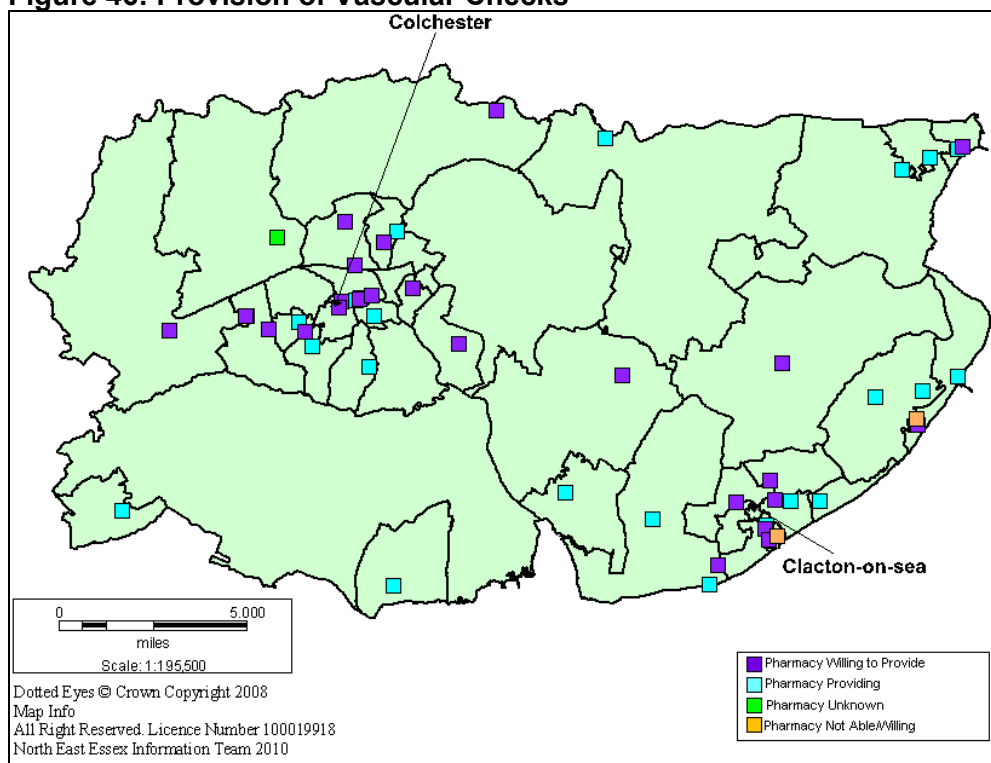 Colchester
Clacton-on-sea
0 5.000
miles
Scale: 1:195,500
Dotted Eyes © Crown Copyright 2008
Map Info
All Right Reserved. Licence Number 100019918
North East Essex Information Team 2010
Pharmacy Willing to Provide
Pharmacy Providing
Pharmacy Unknown
Pharmacy Not Able/Willing